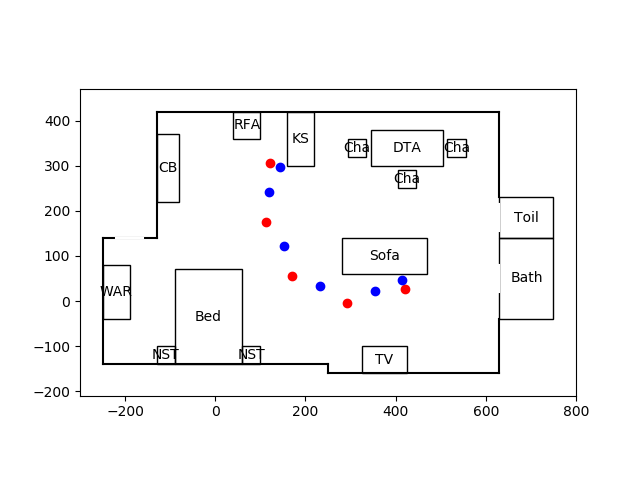 400
300
200
100
0
−100
−200
−200
0
200
400
600
800
RFA
KS
Cha
DTA
Cha
CB
Cha
Toil
Sofa
Bath
WAR
Bed
NST
NST
TV